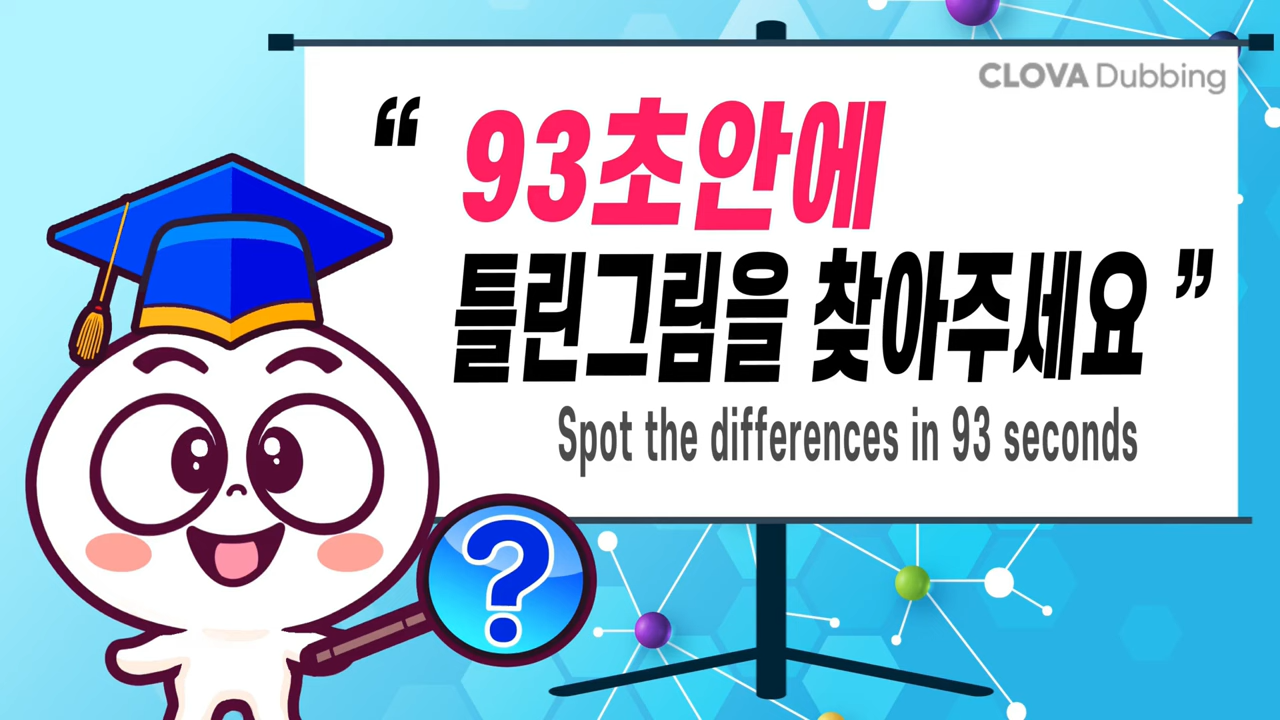 CLOVA Dubbing
“ 93초안에
틀린그림을 찾아주세요 ”
Spot the differences in 93 seconds
?